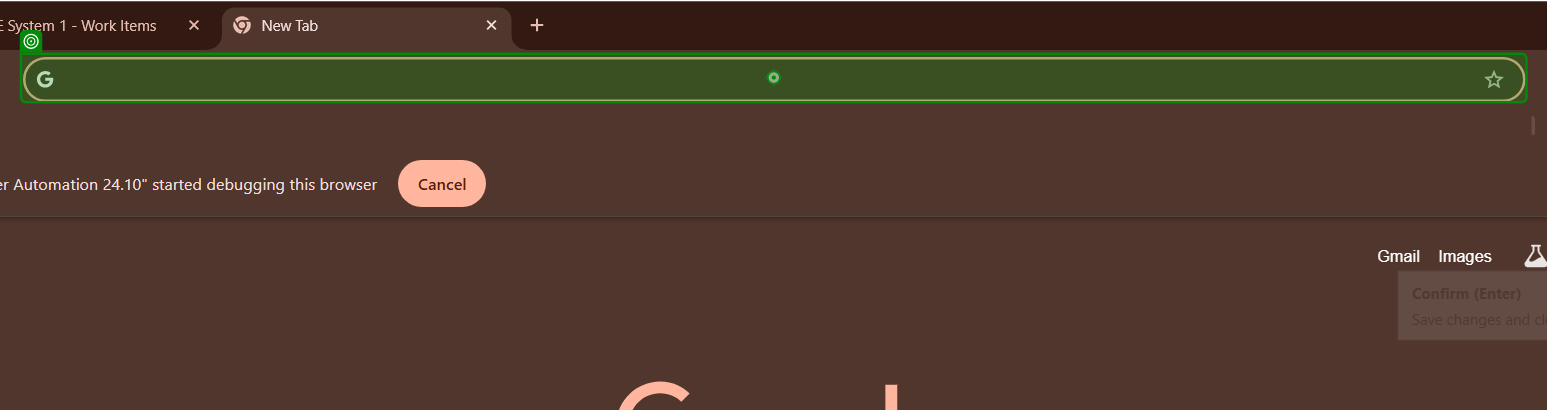 E System 1 - Work Items
New Tab
G
er Automation 24.10" started debugging this browser
Cancel
Gmail
Images
Confirm (Enter)
Save changes and cl